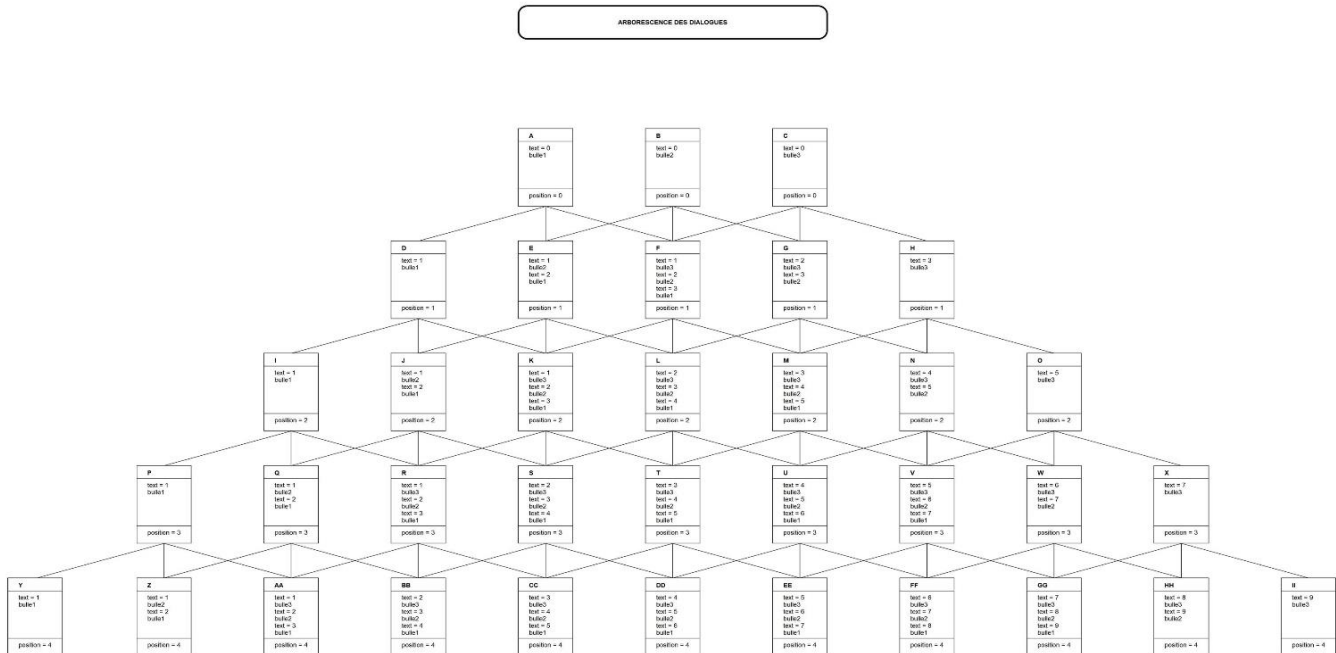 ARBORESCENCE DES DIALOGUES
A
text = 0
bulle1
position = 0
B
text = 0
bulle2
position = 0
C
text = 0
bulle3
position = 0
D
text = 1
bulle1
position = 1
E
text = 1
bulle2
text = 2
bulle1
position = 1
F
text = 1
bulle3
text = 2
bulle2
text = 3
bulle1
position = 1
G
text = 2
bulle3
text = 3
bulle2
position = 1
H
text = 3
bulle3
position = 1
I
text = 1
bulle1
position = 2
J
text = 1
bulle2
text = 2
bulle1
position = 2
K
text = 1
bulle3
text = 2
bulle2
text = 3
bulle1
position = 2
L
text = 2
bulle3
text = 3
bulle2
text = 4
bulle1
position = 2
M
text = 3
bulle3
text = 4
bulle2
text = 5
bulle1
position = 2
N
text = 4
bulle3
text = 5
bulle2
position = 2
O
text = 5
bulle3
position = 2
P
text = 1
bulle1
position = 3
Q
text = 1
bulle2
text = 2
bulle1
position = 3
R
text = 1
bulle3
text = 2
bulle2
text = 3
bulle1
position = 3
S
text = 2
bulle3
text = 3
bulle2
text = 4
bulle1
position = 3
T
text = 3
bulle3
text = 4
bulle2
text = 5
bulle1
position = 3
U
text = 4
bulle3
text = 5
bulle2
text = 6
bulle1
position = 3
V
text = 5
bulle3
text = 6
bulle2
text = 7
bulle1
position = 3
W
text = 6
bulle3
text = 7
bulle2
position = 3
X
text = 7
bulle3
position = 3
Y
text = 1
bulle1
position = 4
Z
text = 1
bulle2
text = 2
bulle1
position = 4
AA
text = 1
bulle3
text = 2
bulle2
text = 3
bulle1
position = 4
BB
text = 2
bulle3
text = 3
bulle2
text = 4
bulle1
position = 4
CC
text = 3
bulle3
text = 4
bulle2
text = 5
bulle1
position = 4
DD
text = 4
bulle3
text = 5
bulle2
text = 6
bulle1
position = 4
EE
text = 5
bulle3
text = 6
bulle2
text = 7
bulle1
position = 4
FF
text = 6
bulle3
text = 7
bulle2
text = 8
bulle1
position = 4
GG
text = 7
bulle3
text = 8
bulle2
text = 9
bulle1
position = 4
HH
text = 8
bulle3
text = 9
bulle2
position = 4
II
text = 9
bulle3
position = 4